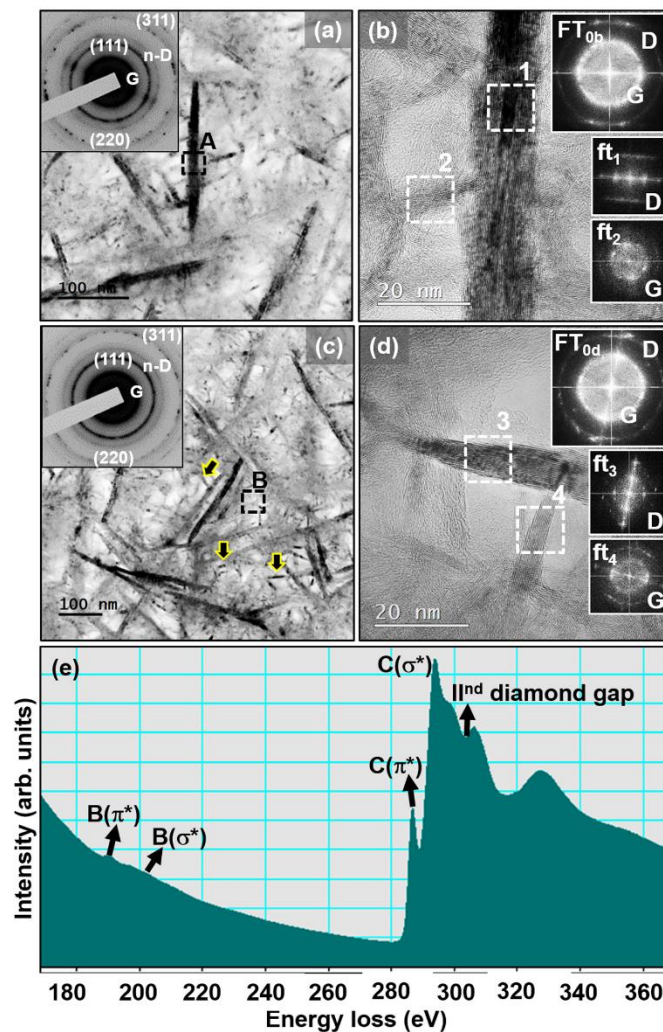 (311)
(111)
n-D
G
(220)
(a)
A
100 nm
(b)
1
2
20 nm
FT0b
D
G
ft1
D
ft2
G
(311)
(111)
n-D
G
(220)
(c)
B
100 nm
(d)
3
4
20 nm
FT0d
D
G
ft3
D
ft4
G
(e)
C(σ*)
IInd diamond gap
C(π*)
B(π*)
B(σ*)
Intensity (arb. units)
180 200 220 240 260 280 300 320 340 360
Energy loss (eV)